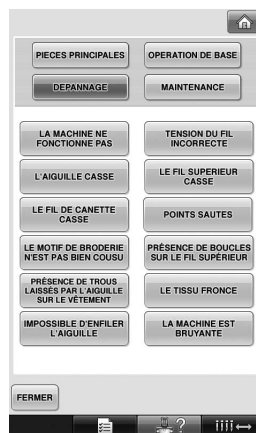 PIECES PRINCIPALES
OPERATION DE BASE
DEPANNAGE
MAINTENANCE
LA MACHINE NE
FONCTIONNE PAS
TENSION DU FIL
INCORRECTE
L'AIGUILLE CASSE
LE FIL SUPERIEUR
CASSE
LE FIL DE CANETTE
CASSE
POINTS SAUTES
LE MOTIF DE BRODERIE
N'EST PAS BIEN COUSU
PRÉSENCE DE BOUCLES
SUR LE FIL SUPÉRIEUR
PRÉSENCE DE TROUS
LAISSÉS PAR L'AIGUILLE
SUR LE VÊTEMENT
LE TISSU FRONCE
IMPOSSIBLE D'ENFILER
L'AIGUILLE
LA MACHINE EST
BRUYANTE
FERMER
?